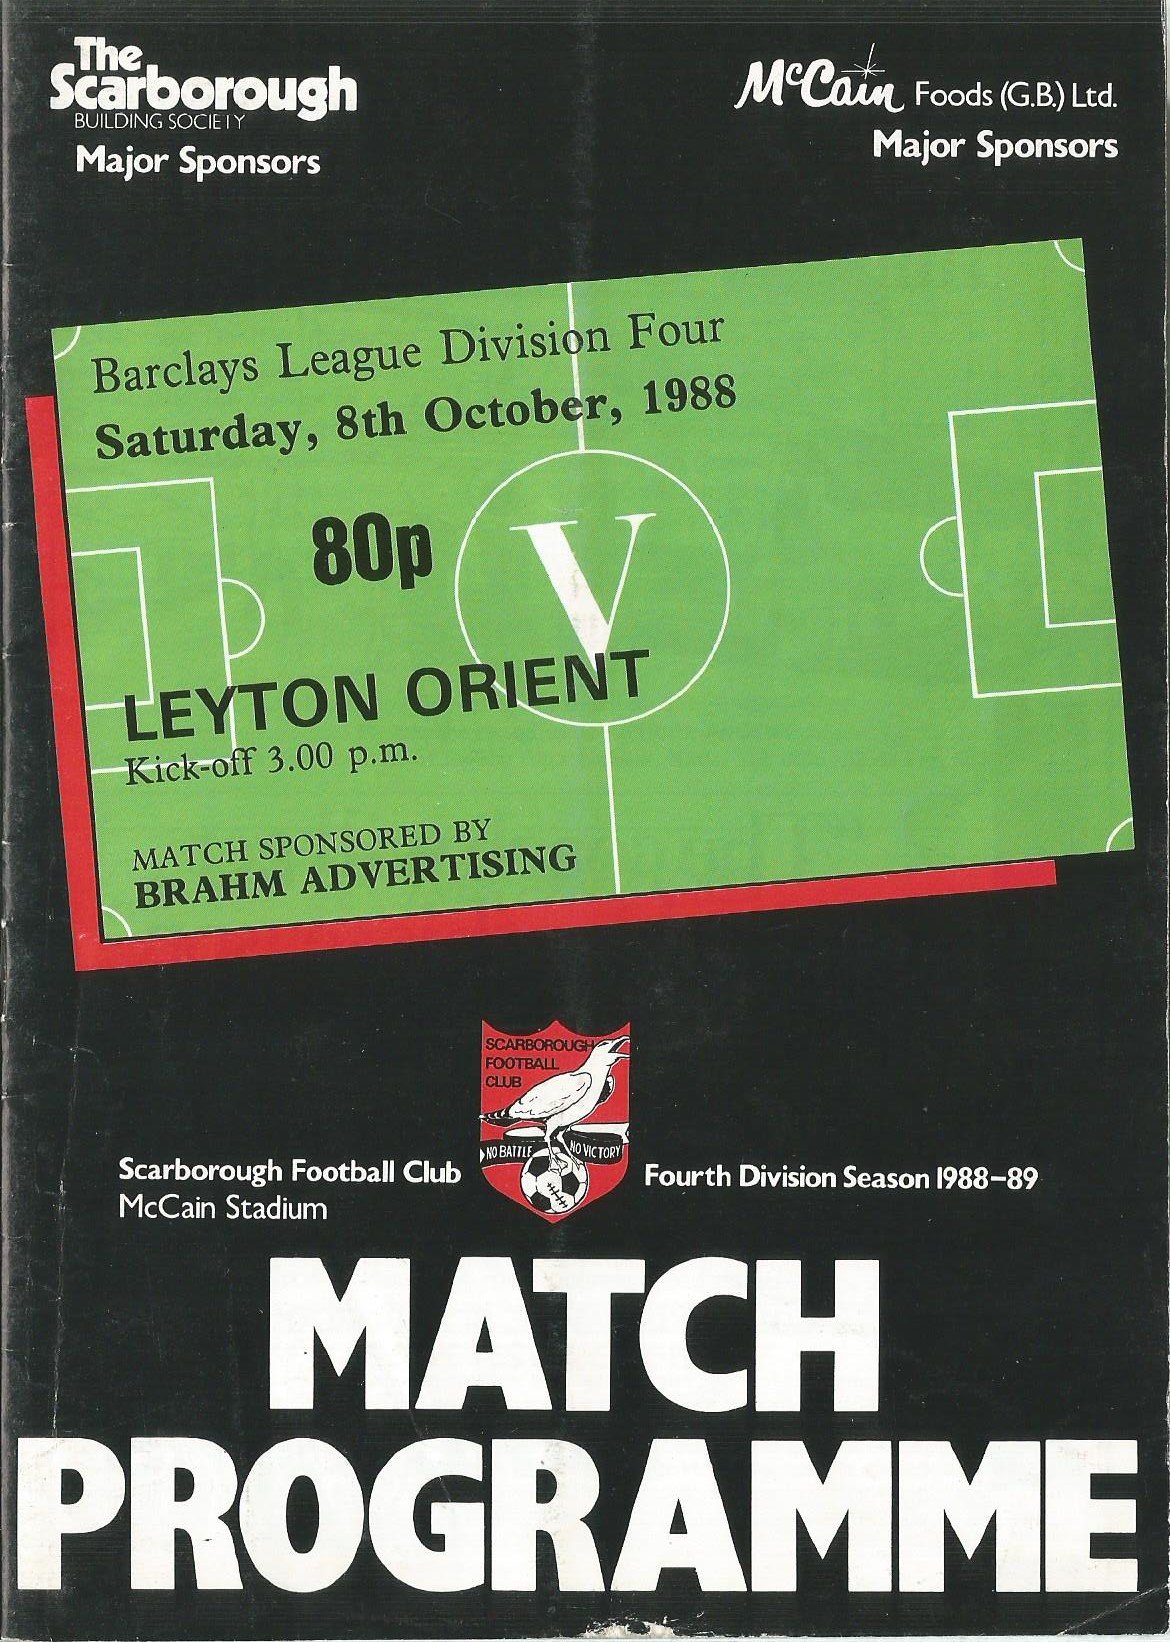 The
Scarborough
BUILDING SOCIETY
Major Sponsors
McCain Foods (G.B.) Ltd.
Major Sponsors
Barclays League Division Four
Saturday, 8th October, 1988
80p
V
LEYTON ORIENT
Kick-off 3.00 p.m.
MATCH SPONSORED BY
BRAHM ADVERTISING
SCARBOROUGH
FOOTBALL
CLUB
NO BATTLE NO VICTORY
Scarborough Football Club
McCain Stadium
Fourth Division Season 1988-89
MATCH
PROGRAMME